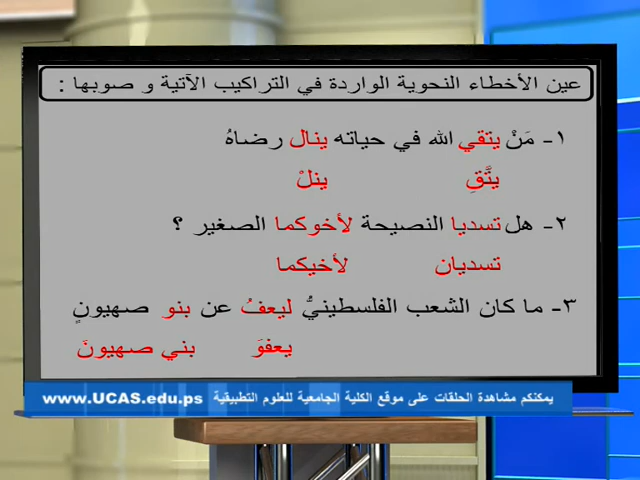 عين الأخطاء النحوية الواردة في التراكيب الآتية و صوبها :
١- مَنْ يتقي الله في حياته ينال رضاهُ
يتَّقِ ينلْ
٢- هل تسديا النصيحة لأخوكما الصغير ؟
تسديان لأخيكما
٣- ما كان الشعب الفلسطينيُّ ليعفُ عن بنو صهيونٍ
يعفوَ بني صهيونَ
يمكنكم مشاهدة الحلقات على موقع الكلية الجامعية للعلوم التطبيقية www.UCAS.edu.ps